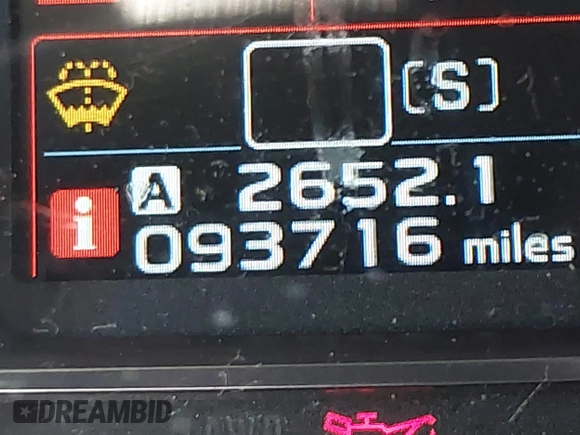 [S]
A 2652.1
i 093716 miles
DREAMBID